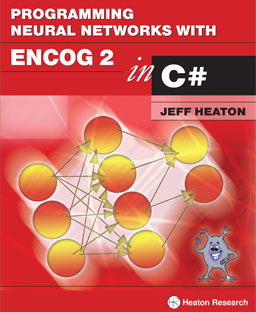 PROGRAMMING
NEURAL NETWORKS WITH
ENCOG 2
in
C#
JEFF HEATON
Heaton Research